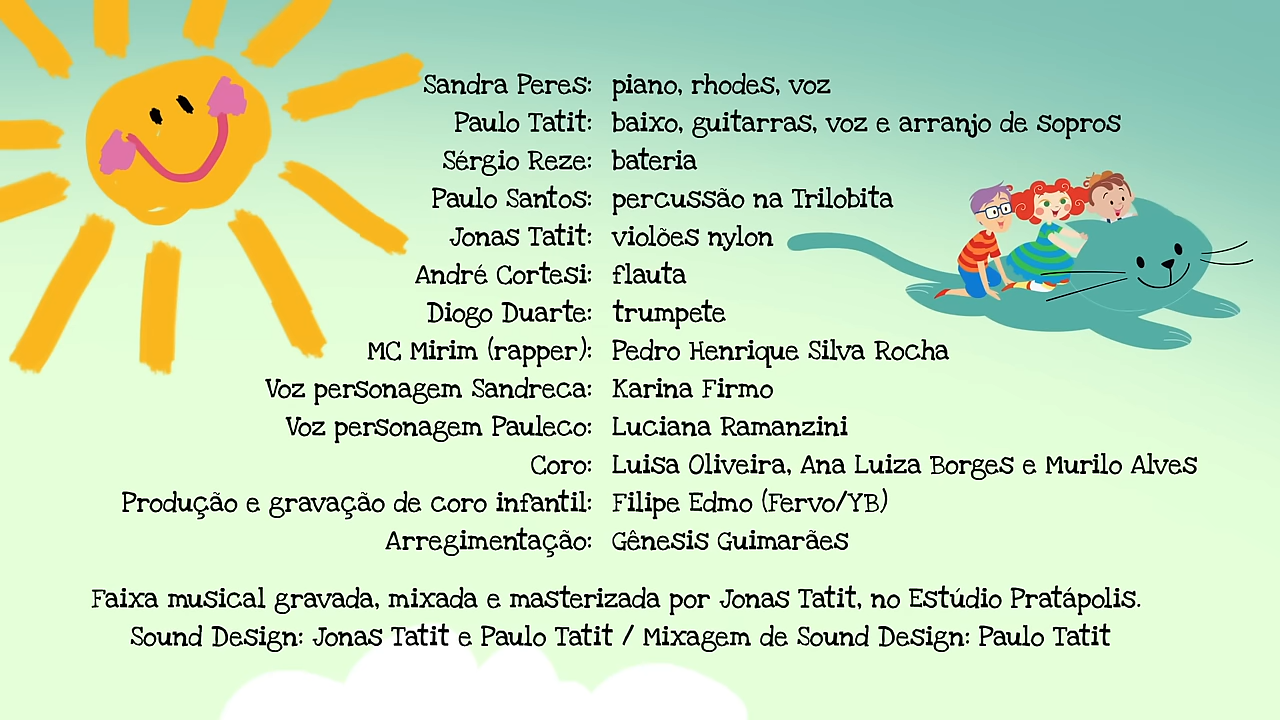 Sandra Peres: piano, rhodes, voz
Paulo Tatit: baixo, guitarras, voz e arranjo de sopros
Sérgio Reze: bateria
Paulo Santos: percussão na Trilobita
Jonas Tatit: violões nylon
André Cortesi: flauta
Diogo Duarte: trumpete
MC Mirim (rapper): Pedro Henrique Silva Rocha
Voz personagem Sandreca: Karina Firmo
Voz personagem Pauleco: Luciana Ramanzini
Coro: Luisa Oliveira, Ana Luiza Borges e Murilo Alves
Produção e gravação de coro infantil: Filipe Edmo (Fervo/YB)
Arregimentação: Gênesis Guimarães
Faixa musical gravada, mixada e masterizada por Jonas Tatit, no Estúdio Pratápolis.
Sound Design: Jonas Tatit e Paulo Tatit / Mixagem de Sound Design: Paulo Tatit